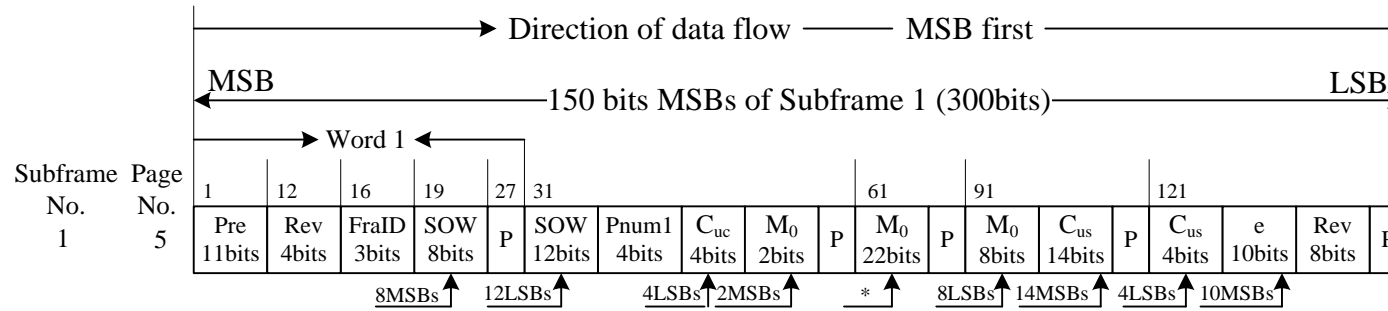 Direction of data flow MSB first
MSB LSB
150 bits MSBs of Subframe 1 (300bits)
Word 1
Subframe No. 1
Page No. 5
1 12 16 19 27 31 61 91 121
Pre 11bits
Rev 4bits
FraID 3bits
SOW 8bits
P
SOW 12bits
Pnum1 4bits
Cuc 4bits
M0 2bits
P
M0 22bits
P
M0 8bits
Cus 14bits
P
Cus 4bits
e 10bits
Rev 8bits
8MSBs 12LSBs 4LSBs 2MSBs * 8LSBs 14MSBs 4LSBs 10MSBs